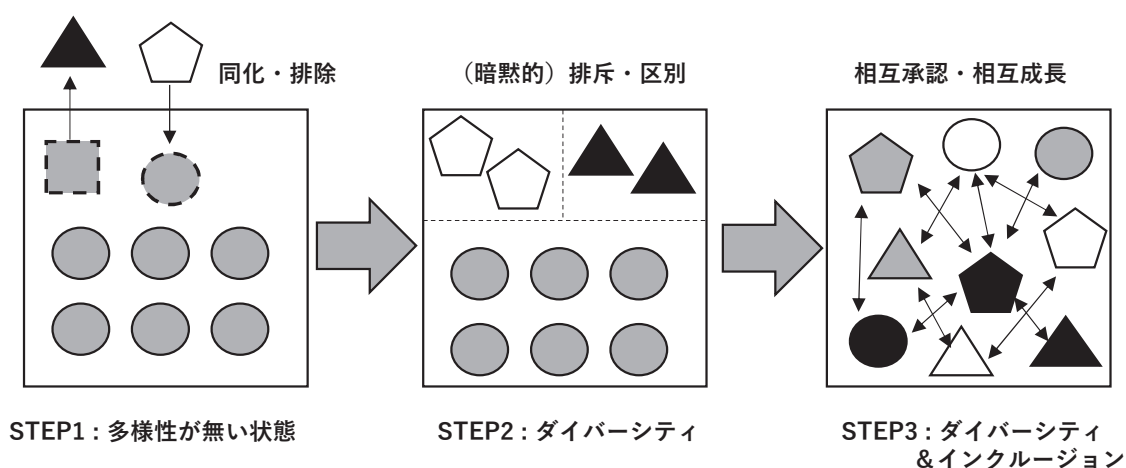 同化・排除
（暗黙的）排斥・区別
相互承認・相互成長
STEP1：多様性が無い状態
STEP2：ダイバーシティ
STEP3：ダイバーシティ
＆インクルージョン